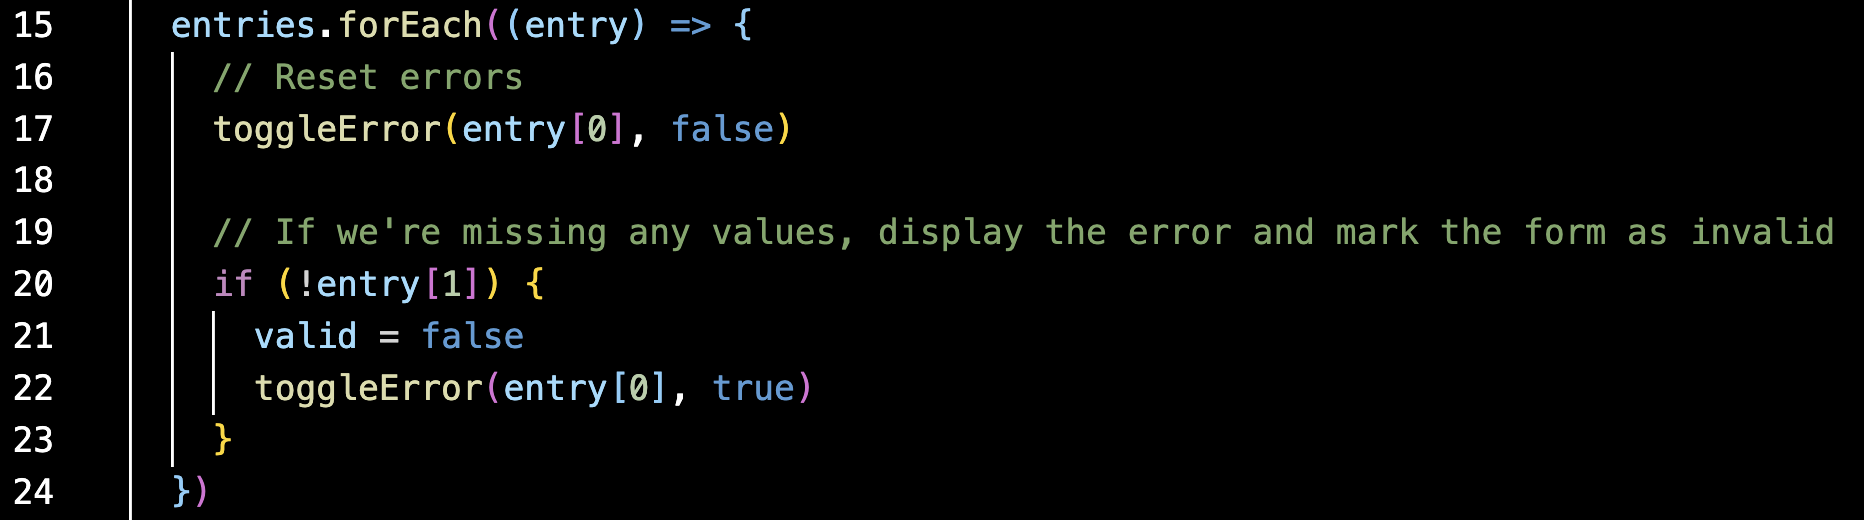 15 entries.forEach((entry) => {
16 // Reset errors
17 toggleError(entry[0], false)
18
19 // If we're missing any values, display the error and mark the form as invalid
20 if (!entry[1]) {
21 valid = false
22 toggleError(entry[0], true)
23 }
24 })